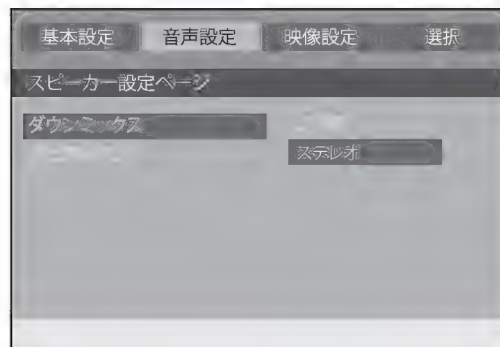 基本設定 音声設定 映像設定 選択
スピーカー設定ページ
ダウンミックス
ステレオ